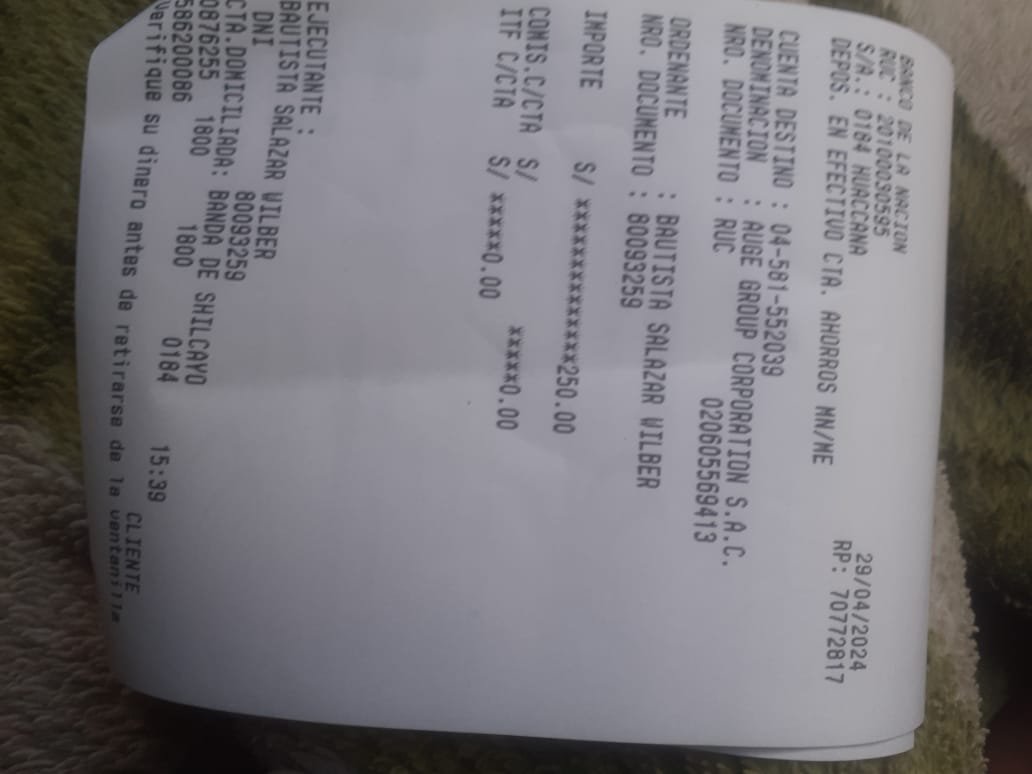 BANCO DE LA NACION
RUC : 20100030595
S/A.: 0184 HUACCANA 29/04/2024
DEPOS. EN EFECTIVO CTA. AHORROS MN/ME RP: 70772817
CUENTA DESTINO : 04-581-552039
DENOMINACION : AUGE GROUP CORPORATION S.A.C.
NRO. DOCUMENTO : RUC 020605569413
ORDENANTE : BAUTISTA SALAZAR WILBER
NRO. DOCUMENTO : 80093259
IMPORTE S/ ***************250.00
COMIS.C/CTA S/ *****0.00
ITF C/CTA S/ *****0.00
EJECUTANTE :
BAUTISTA SALAZAR WILBER
DNI 80093259
CTA.DOMICILIADA: BANDA DE SHILCAYO
0876255 1800 1800 0184 15:39
586200086 CLIENTE
Verifique su dinero antes de retirarse de la ventanilla